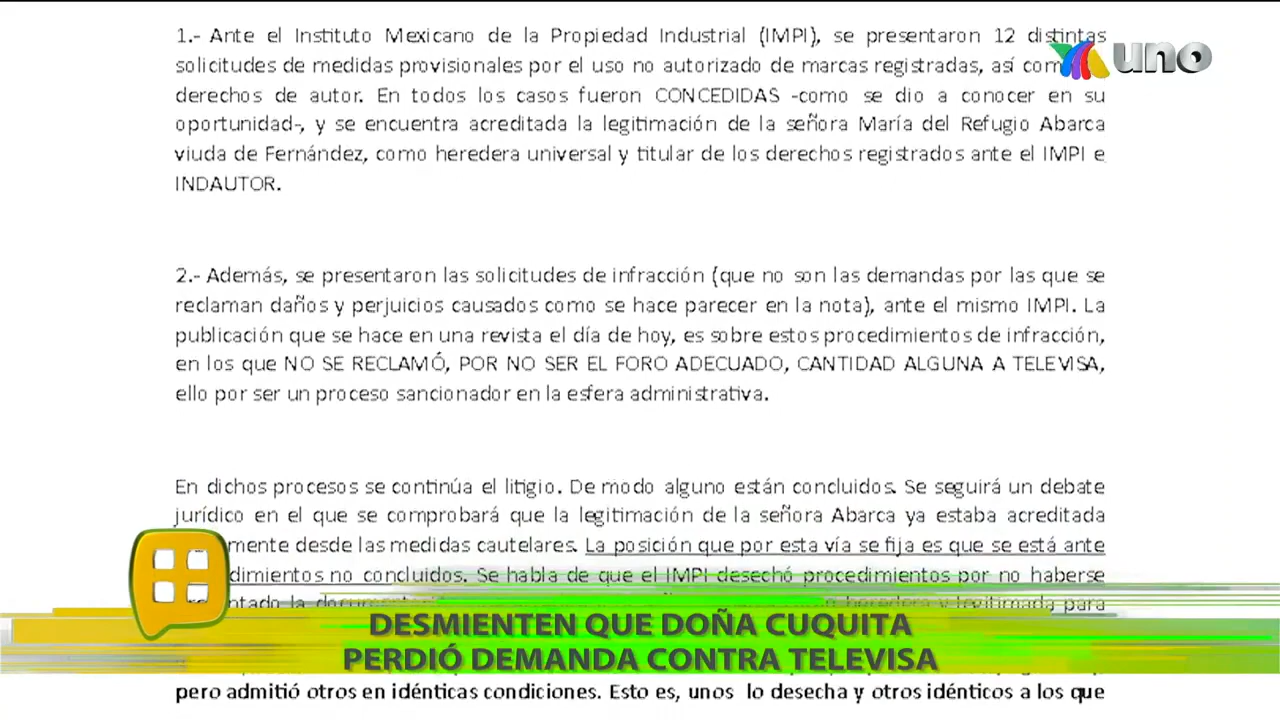 1.- Ante el Instituto Mexicano de la Propiedad Industrial (IMPI), se presentaron 12 distintas
solicitudes de medidas provisionales por el uso no autorizado de marcas registradas, así com
derechos de autor. En todos los casos fueron CONCEDIDAS -como se dio a conocer en su
oportunidad-, y se encuentra acreditada la legitimación de la señora María del Refugio Abarca
viuda de Fernández, como heredera universal y titular de los derechos registrados ante el IMPI e
INDAUTOR.
uno
2.- Además, se presentaron las solicitudes de infracción (que no son las demandas por las que se
reclaman daños y perjuicios causados como se hace parecer en la nota), ante el mismo IMPI. La
publicación que se hace en una revista el día de hoy, es sobre estos procedimientos de infracción,
en los que NO SE RECLAMÓ, POR NO SER EL FORO ADECUADO, CANTIDAD ALGUNA A TELEVISA,
ello por ser un proceso sancionador en la esfera administrativa.
En dichos procesos se continúa el litigio. De modo alguno están concluidos. Se seguirá un debate
jurídico en el que se comprobará que la legitimación de la señora Abarca ya estaba acreditada
mente desde las medidas cautelares. La posición que por esta vía se fija es que se está ante
dimientos no concluidos. Se habla de que el IMPI desechó procedimientos por no haberse
ntado la heredera y legitimada para
DESMIENTEN QUE DOÑA CUQUITA
PERDIÓ DEMANDA CONTRA TELEVISA
pero admitió otros en idénticas condiciones. Esto es, unos lo desecha y otros idénticos a los que